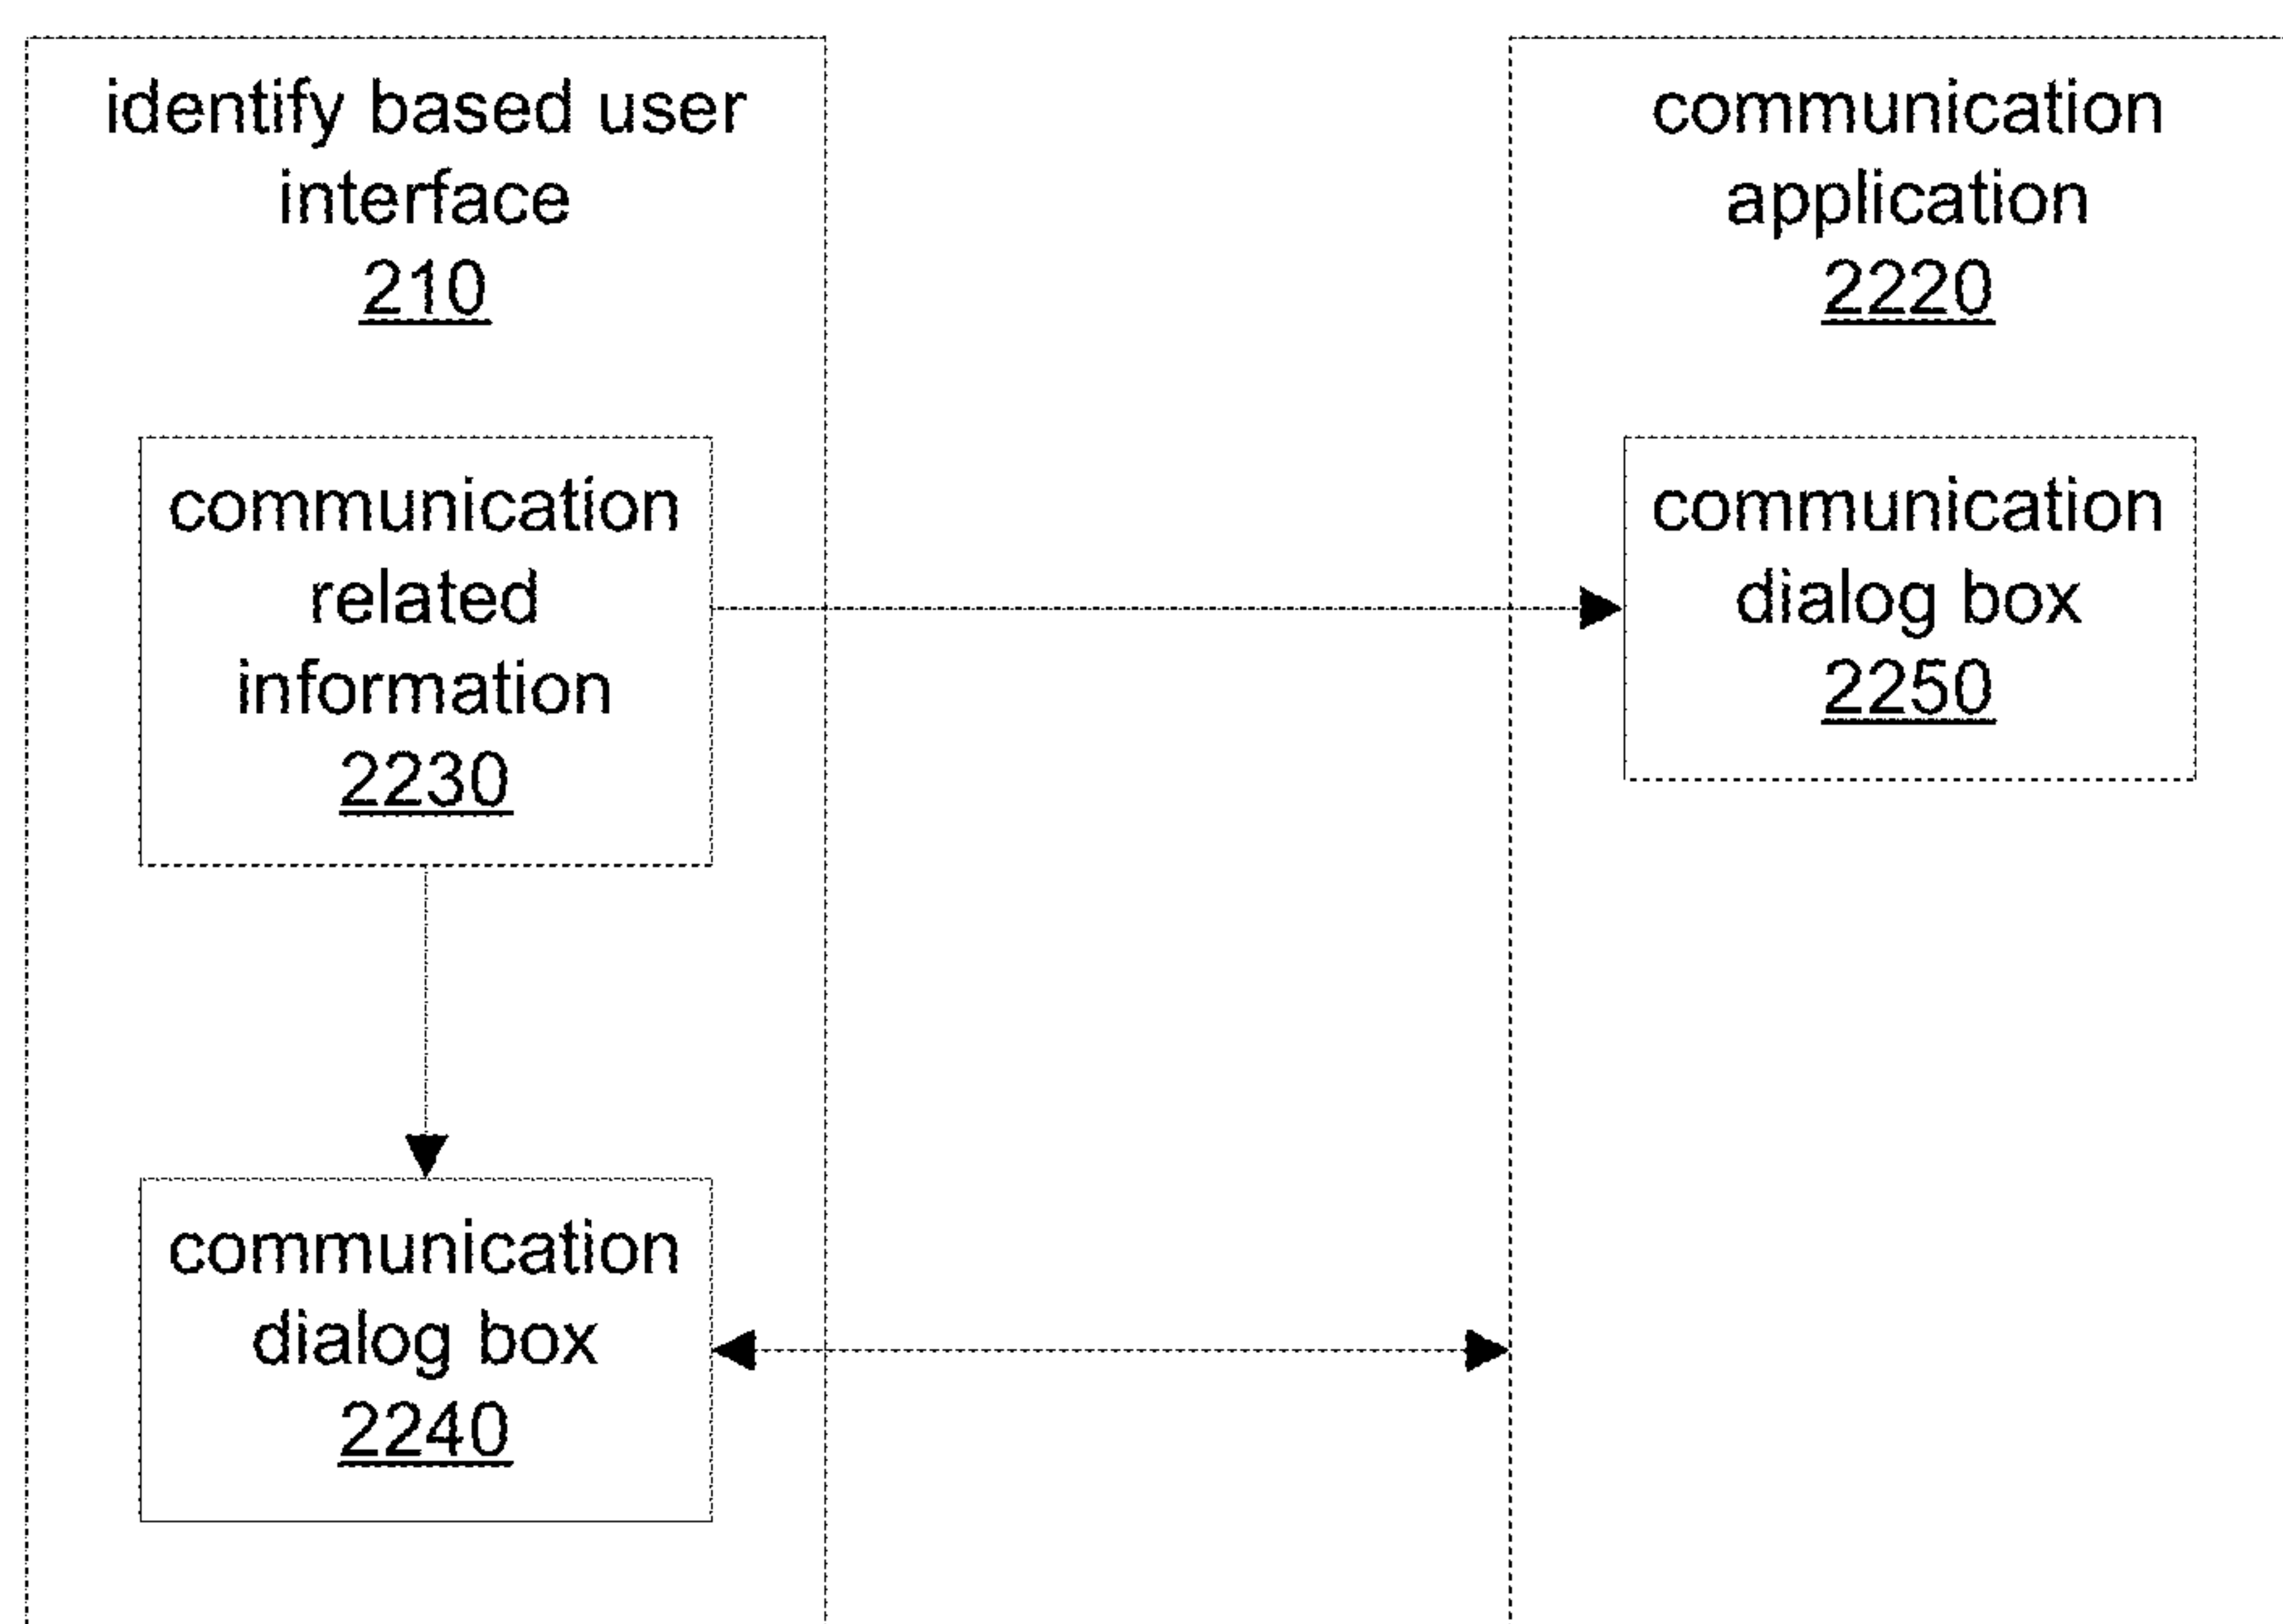 identify based user
interface
210
communication
related
information
2230
communication
dialog box
2240
communication
application
2220
communication
dialog box
2250